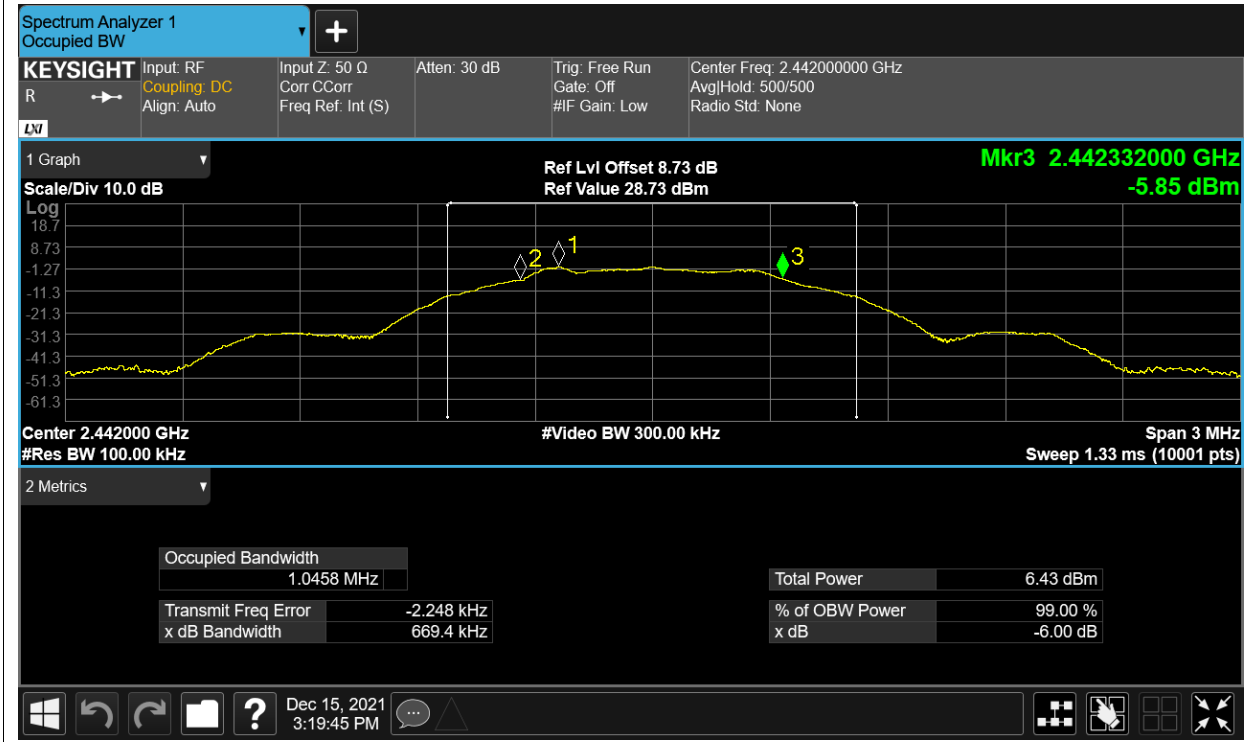 Spectrum Analyzer 1
Occupied BW
KEYSIGHT
R
LXI
Input: RF
Coupling: DC
Align: Auto
Input Z: 50 Ω
Corr CCorr
Freq Ref: Int (S)
Atten: 30 dB
Trig: Free Run
Gate: Off
#IF Gain: Low
Center Freq: 2.442000000 GHz
Avg|Hold: 500/500
Radio Std: None
1 Graph
Scale/Div 10.0 dB
Ref Lvl Offset 8.73 dB
Ref Value 28.73 dBm
Mkr3 2.442332000 GHz
-5.85 dBm
Log
18.7
8.73
-1.27
-11.3
-21.3
-31.3
-41.3
-51.3
-61.3
2
1
3
Center 2.442000 GHz
#Video BW 300.00 kHz
Span 3 MHz
#Res BW 100.00 kHz
Sweep 1.33 ms (10001 pts)
2 Metrics
Occupied Bandwidth
1.0458 MHz
Total Power 6.43 dBm
Transmit Freq Error -2.248 kHz
% of OBW Power 99.00 %
x dB Bandwidth 669.4 kHz
x dB -6.00 dB
?
Dec 15, 2021
3:19:45 PM